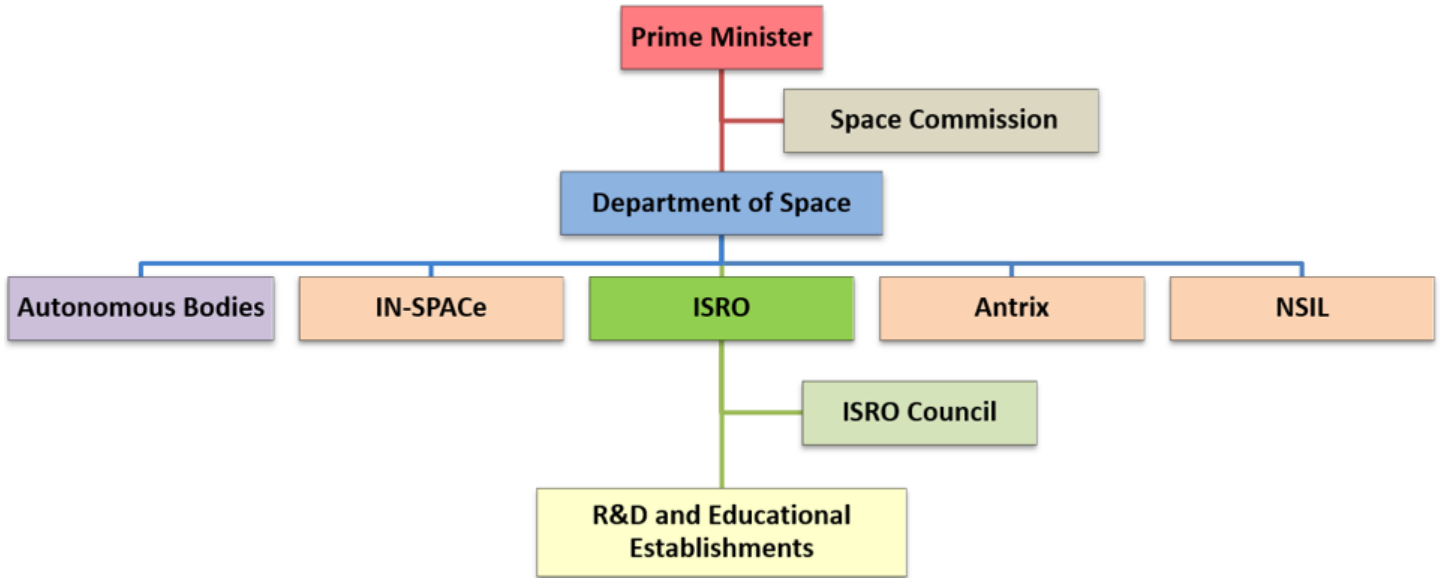 Prime Minister
Space Commission
Department of Space
Autonomous Bodies
IN-SPACe
ISRO
Antrix
NSIL
ISRO Council
R&D and Educational
Establishments